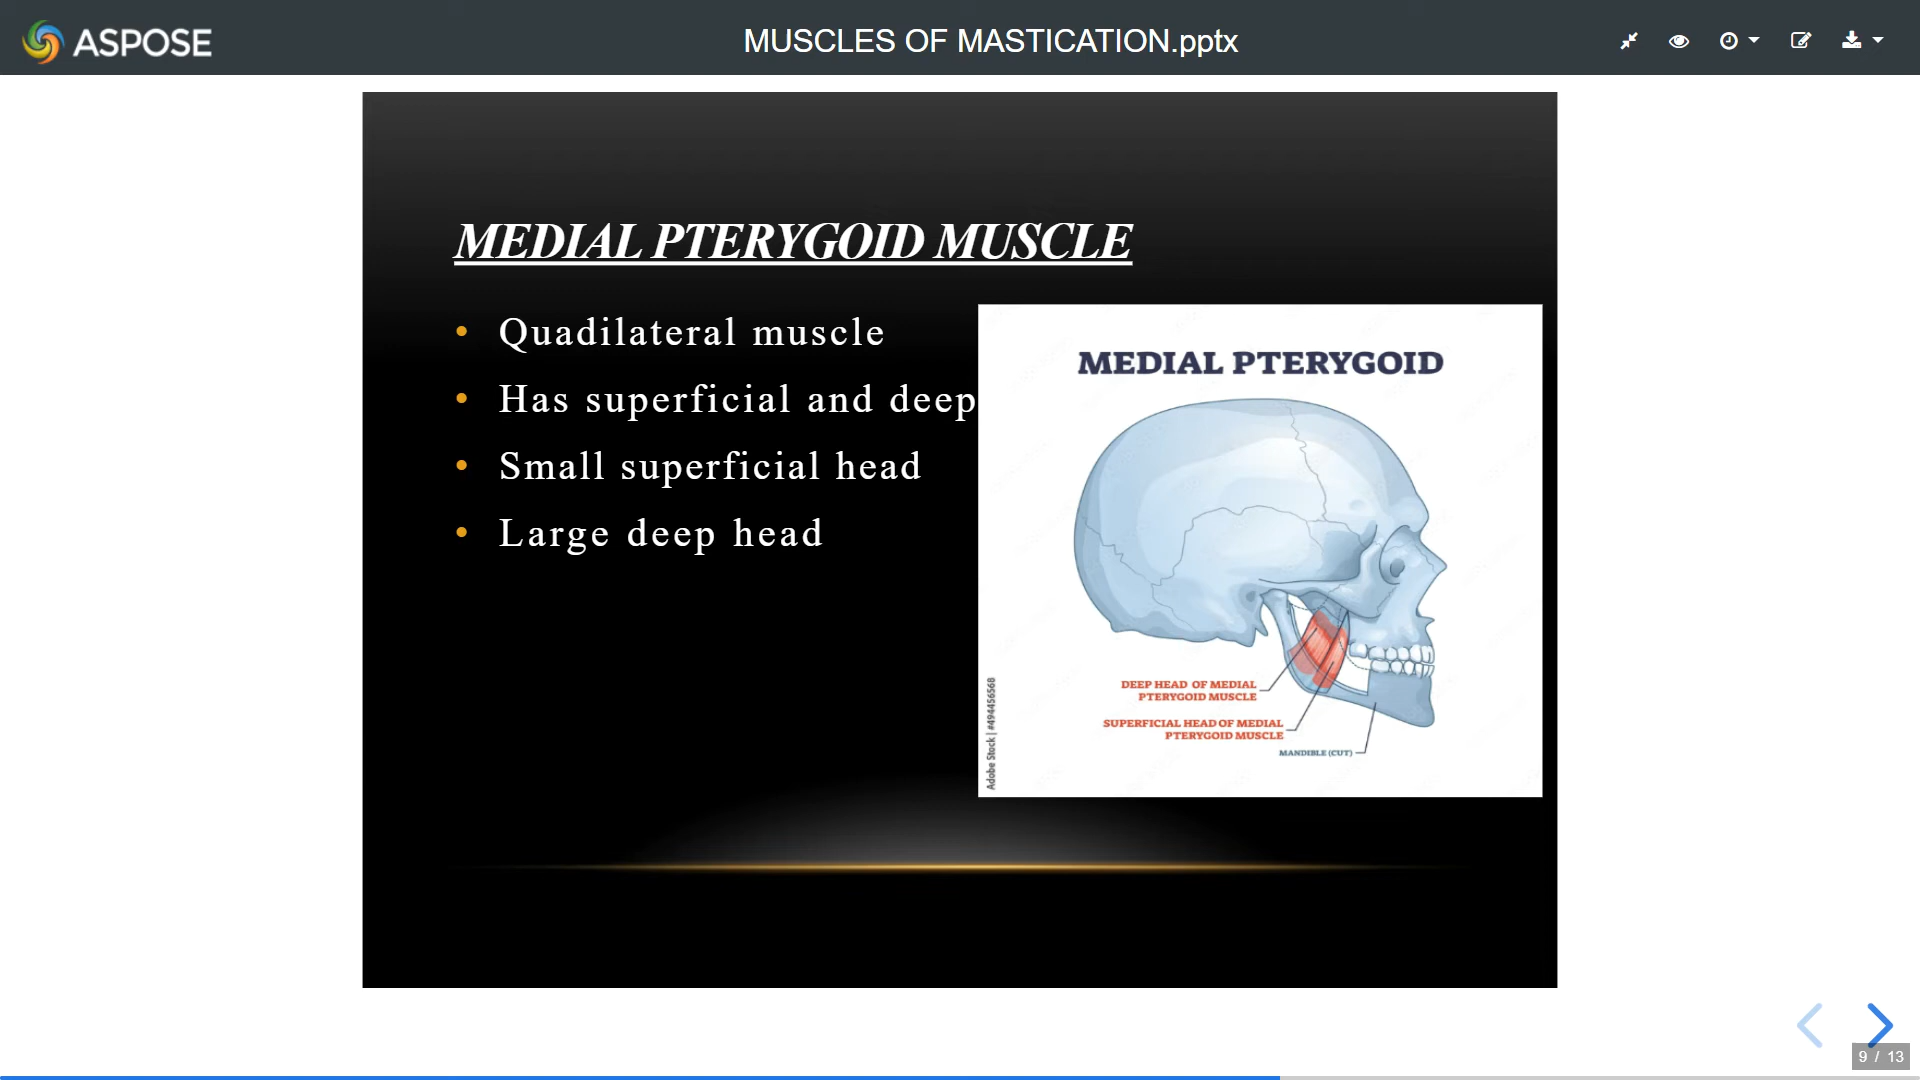 ASPOSE
MUSCLES OF MASTICATION.pptx
MEDIAL PTERYGOID MUSCLE
• Quadilateral muscle
• Has superficial and deep
• Small superficial head
• Large deep head
MEDIAL PTERYGOID
DEEP HEAD OF MEDIAL
PTERYGOID MUSCLE
SUPERFICIAL HEAD OF MEDIAL
PTERYGOID MUSCLE
MANDIBLE (CUT)
Adobe Stock | #494456568
9 / 13